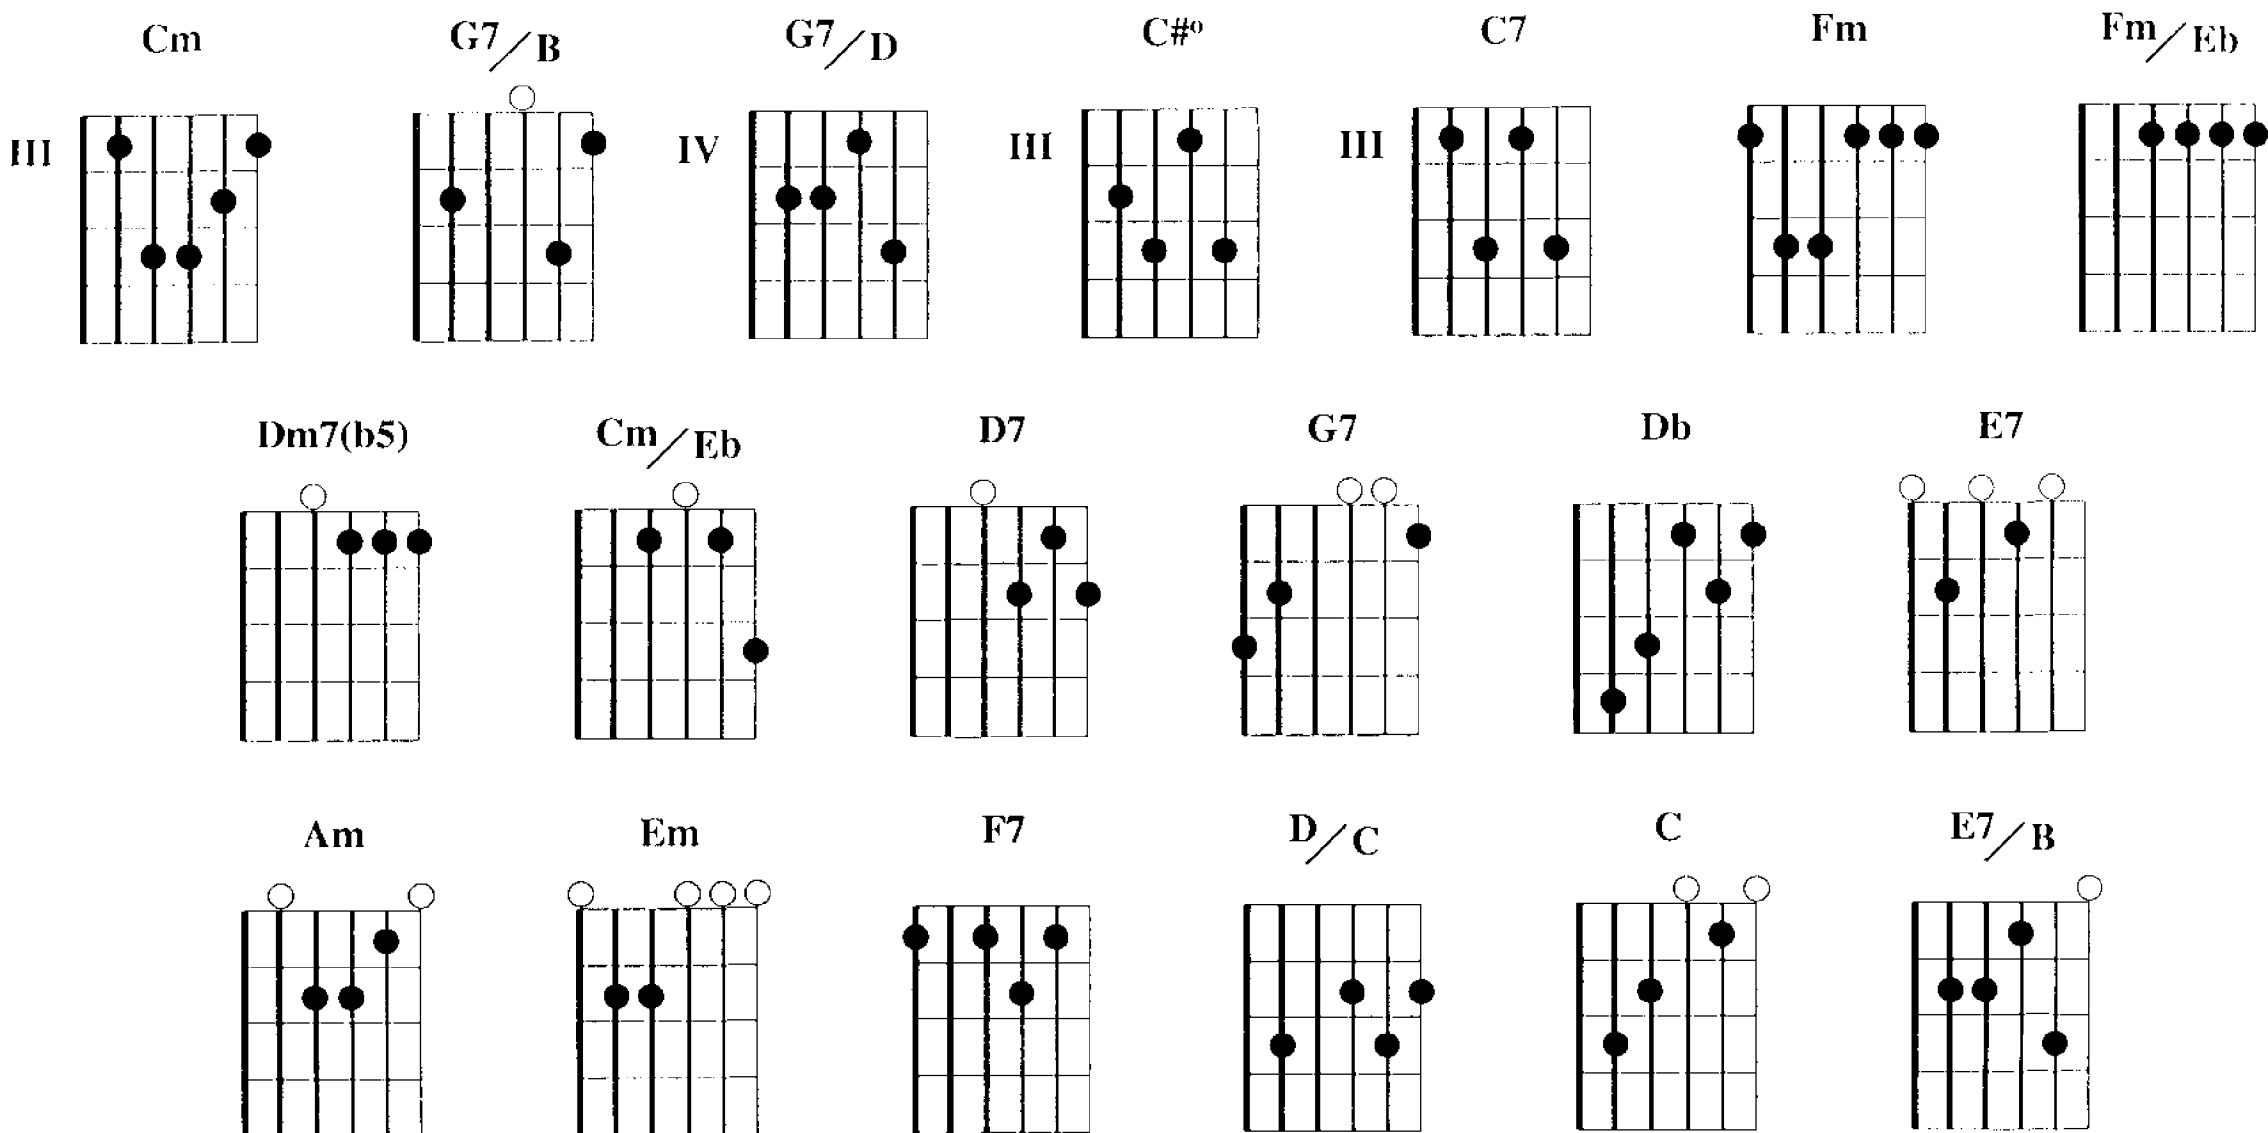 Cm G7/B G7/D C#º C7 Fm Fm/Eb
III IV III III
Dm7(b5) Cm/Eb D7 G7 Db E7
Am Em F7 D/C C E7/B